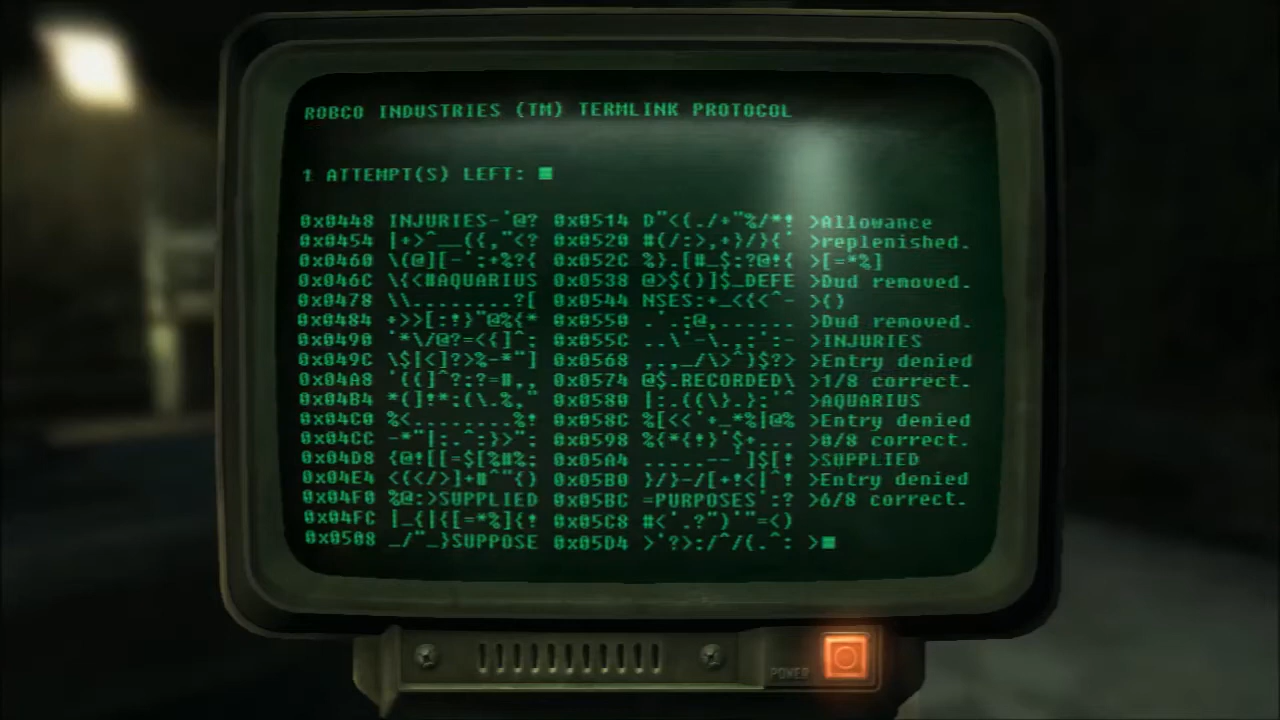 ROBCO INDUSTRIES (TM) TERMLINK PROTOCOL
1 ATTEMPT(S) LEFT:
0x0448 INJURIES-'@? 0x0514 D"<(./+"%/*! >Allowance
0x0454 |+>^__({,"<? 0x0520 #(/:>,+}/}{' >replenished.
0x0460 \(@][-':+%?{ 0x052C %}.[#_$:?@!{ >[=*%]
0x046C \{<#AQUARIUS 0x0538 @>$()]$_DEFE >Dud removed.
0x0478 \\........?[ 0x0544 NSES:+_<{<^- >()
0x0484 +>>[:!}"@%{* 0x0550 .'.;@,...... >Dud removed.
0x0490 '*\/@?=<{]^: 0x055C ..\'-\.,:':- >INJURIES
0x049C \$|<]?>%-*"] 0x0568 ,.,_/\>^)$?> >Entry denied
0x04A8 '((]^?:?=#,, 0x0574 @$.RECORDED\ >1/8 correct.
0x04B4 *(]!*:(\.%," 0x0580 |:.((\}.}:'^ >AQUARIUS
0x04C0 %<........%! 0x058C %[<<'+_*%|@% >Entry denied
0x04CC -*"|:.^:}>": 0x0598 %{*{!}'$+... >0/8 correct.
0x04D8 {@![[=$[%#%: 0x05A4 .....--']$[! >SUPPLIED
0x04E4 <(</>]+#^"{) 0x05B0 }/}-/[+!<|^! >Entry denied
0x04F0 %@:>SUPPLIED 0x05BC =PURPOSES':? >6/8 correct.
0x04FC |_{|{[=*%]{! 0x05C8 #<'.?")'"=<)
0x0508 _/"_}SUPPOSE 0x05D4 >'?>:/^/(.^: >
POWER